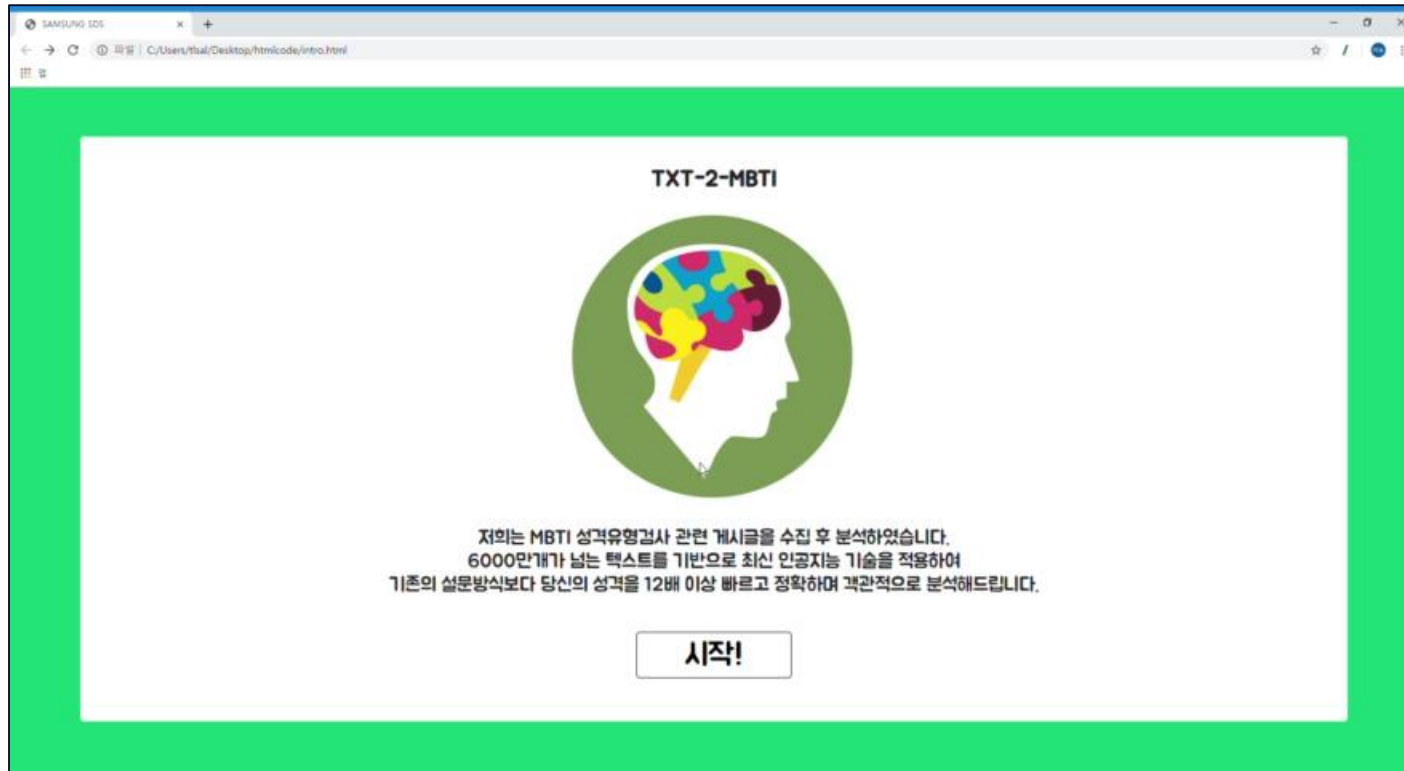 SAMSUNG SDS
파일 | C:/Users/tlsal/Desktop/htmlcode/intro.html
앱
TXT-2-MBTI
저희는 MBTI 성격유형검사 관련 게시글을 수집 후 분석하였습니다.
6000만개가 넘는 텍스트를 기반으로 최신 인공지능 기술을 적용하여
기존의 설문방식보다 당신의 성격을 12배 이상 빠르고 정확하며 객관적으로 분석해드립니다.
시작!